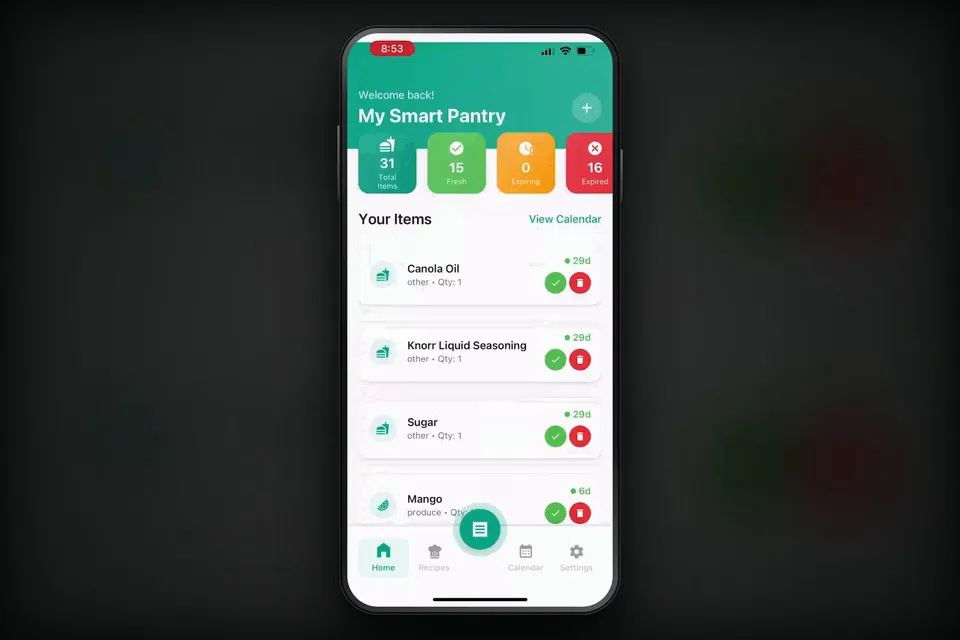 8:53
Welcome back!
My Smart Pantry
31
Total
Items
15
Fresh
0
Expiring
16
Expired
Your Items
View Calendar
Canola Oil
other • Qty: 1
29d
Knorr Liquid Seasoning
other • Qty: 1
29d
Sugar
other • Qty: 1
29d
Mango
produce • Qty:
6d
Home
Recipes
Calendar
Settings